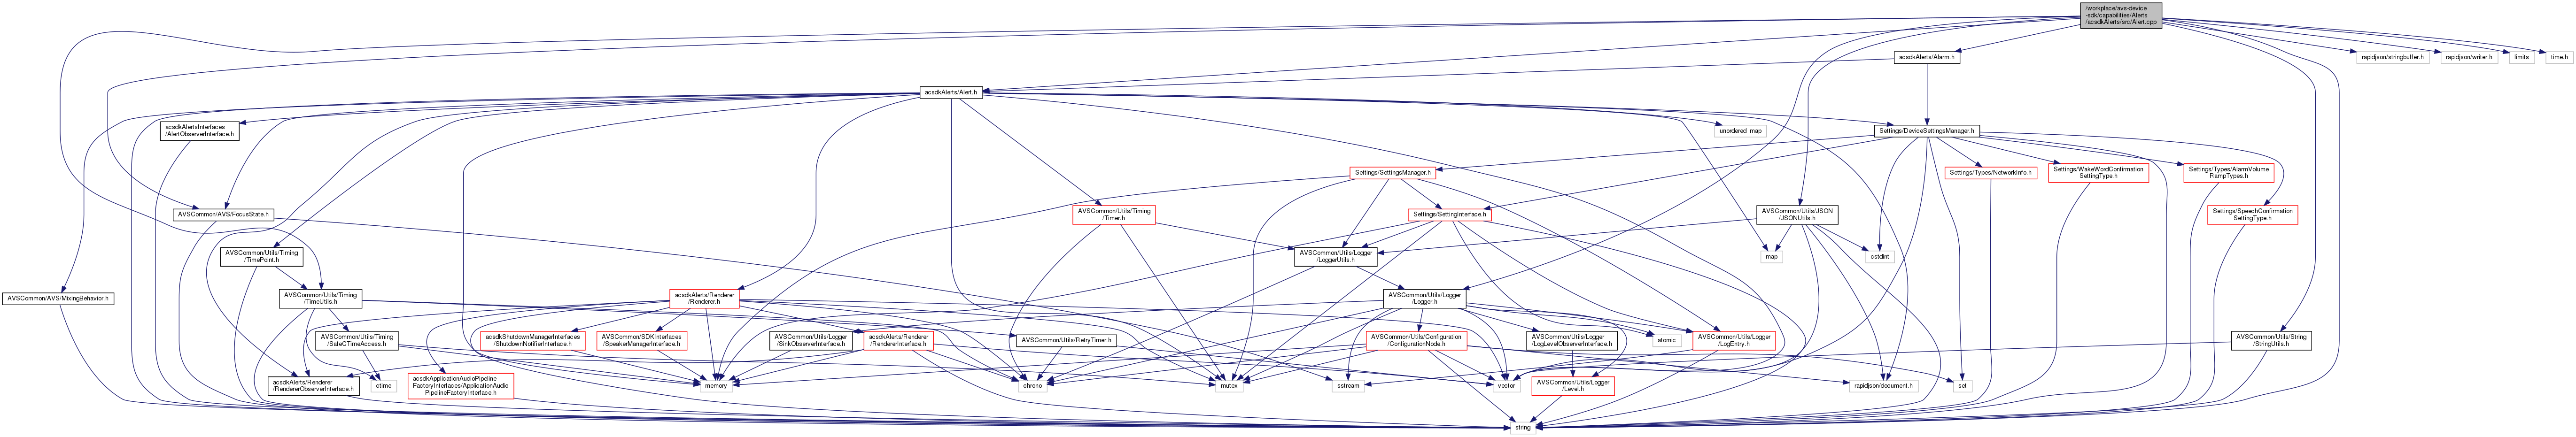 /workplace/avs-device
-sdk/capabilities/Alerts
/acsdkAlerts/src/Alert.cpp
acsdkAlerts/Alarm.h
rapidjson/stringbuffer.h
rapidjson/writer.h
limits
time.h
acsdkAlerts/Alert.h
acsdkAlertsInterfaces
/AlertObserverInterface.h
unordered_map
Settings/DeviceSettingsManager.h
Settings/SettingsManager.h
Settings/Types/NetworkInfo.h
Settings/WakeWordConfirmation
SettingType.h
Settings/Types/AlarmVolume
RampTypes.h
AVSCommon/AVS/FocusState.h
AVSCommon/Utils/Timing
/Timer.h
Settings/SettingInterface.h
AVSCommon/Utils/JSON
/JSONUtils.h
Settings/SpeechConfirmation
SettingType.h
AVSCommon/Utils/Timing
/TimePoint.h
AVSCommon/Utils/Logger
/LoggerUtils.h
map
cstdint
AVSCommon/AVS/MixingBehavior.h
AVSCommon/Utils/Timing
/TimeUtils.h
acsdkAlerts/Renderer
/Renderer.h
AVSCommon/Utils/Logger
/Logger.h
AVSCommon/Utils/Timing
/SafeCTimeAccess.h
acsdkShutdownManagerInterfaces
/ShutdownNotifierInterface.h
AVSCommon/SDKInterfaces
/SpeakerManagerInterface.h
AVSCommon/Utils/Logger
/SinkObserverInterface.h
acsdkAlerts/Renderer
/RendererInterface.h
AVSCommon/Utils/RetryTimer.h
AVSCommon/Utils/Configuration
/ConfigurationNode.h
AVSCommon/Utils/Logger
/LogLevelObserverInterface.h
atomic
AVSCommon/Utils/Logger
/LogEntry.h
AVSCommon/Utils/String
/StringUtils.h
acsdkAlerts/Renderer
/RendererObserverInterface.h
ctime
acsdkApplicationAudioPipeline
FactoryInterfaces/ApplicationAudio
PipelineFactoryInterface.h
memory
chrono
mutex
sstream
vector
AVSCommon/Utils/Logger
/Level.h
rapidjson/document.h
set
string